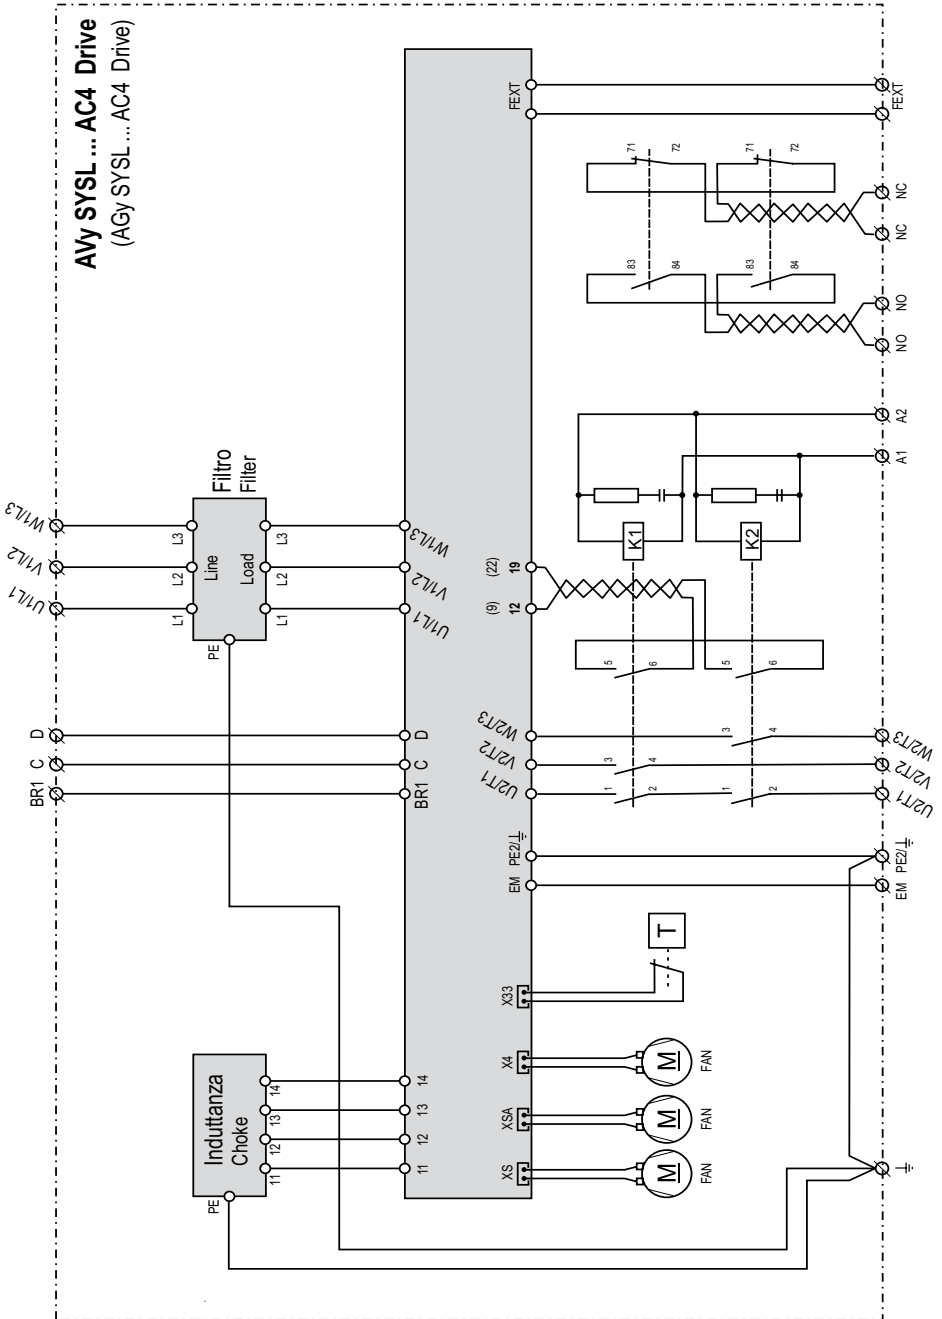 AVy SYSL ... AC4 Drive
(AGy SYSL ... AC4 Drive)
W1/L3
V1/L2
U1/L1
D
C
BR1
Filtro
Filter
L3
L2
L1
Line
Load
PE
L3
L2
L1
W1/L3
V1/L2
U1/L1
D
C
BR1
Induttanza
Choke
PE
14
13
12
11
14
13
12
11
FEXT
(22)
19
(9)
12
W2/T3
V2/T2
U2/T1
PE2/
EM
X33
X4
XSA
XS
71
72
71
72
83
84
83
84
K1
K2
5
6
5
6
3
4
3
4
1
2
1
2
T
M
FAN
M
FAN
M
FAN
FEXT
NC
NC
NO
NO
A2
A1
W2/T3
V2/T2
U2/T1
PE2/
EM